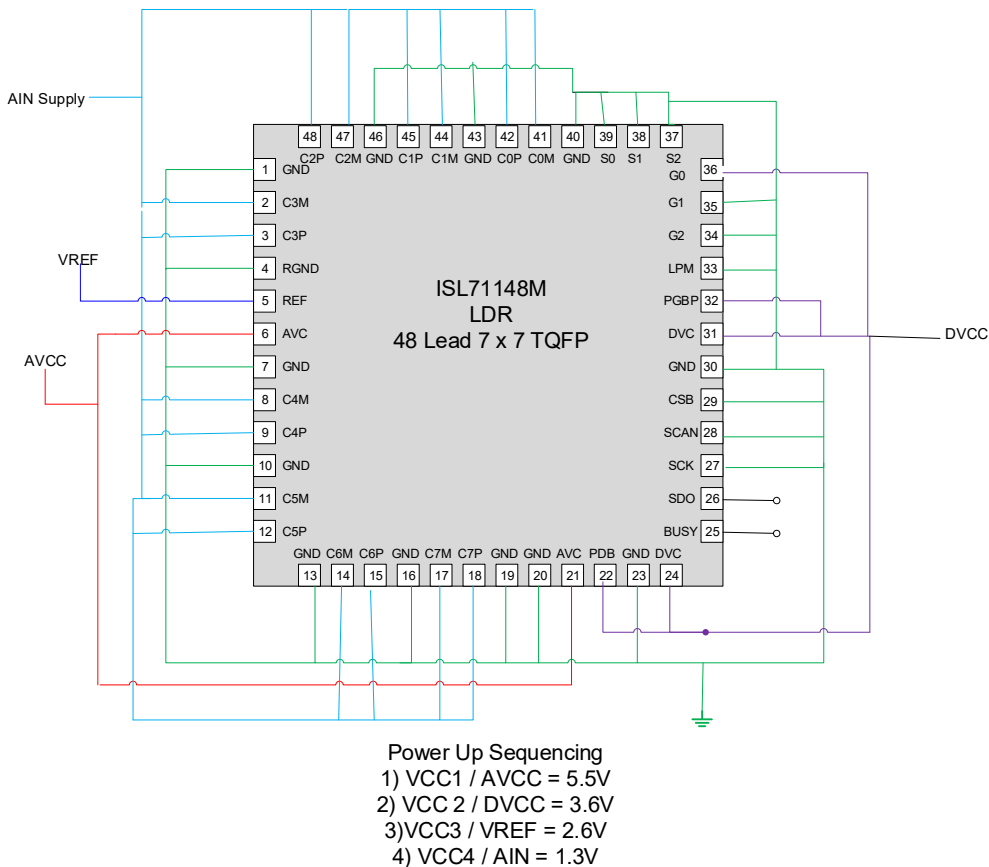 AIN Supply
48 47 46 45 44 43 42 41 40 39 38 37
C2P C2M GND C1P C1M GND C0P C0M GND S0 S1 S2
1 GND
2 C3M
3 C3P
4 RGND
5 REF
6 AVC
7 GND
8 C4M
9 C4P
10 GND
11 C5M
12 C5P
VREF
AVCC
ISL71148M
LDR
48 Lead 7 x 7 TQFP
G0 36
G1 35
G2 34
LPM 33
PGBP 32
DVC 31
GND 30
CSB 29
SCAN 28
SCK 27
SDO 26
BUSY 25
DVCC
GND C6M C6P GND C7M C7P GND GND AVC PDB GND DVC
13 14 15 16 17 18 19 20 21 22 23 24
Power Up Sequencing
1) VCC1 / AVCC = 5.5V
2) VCC 2 / DVCC = 3.6V
3)VCC3 / VREF = 2.6V
4) VCC4 / AIN = 1.3V